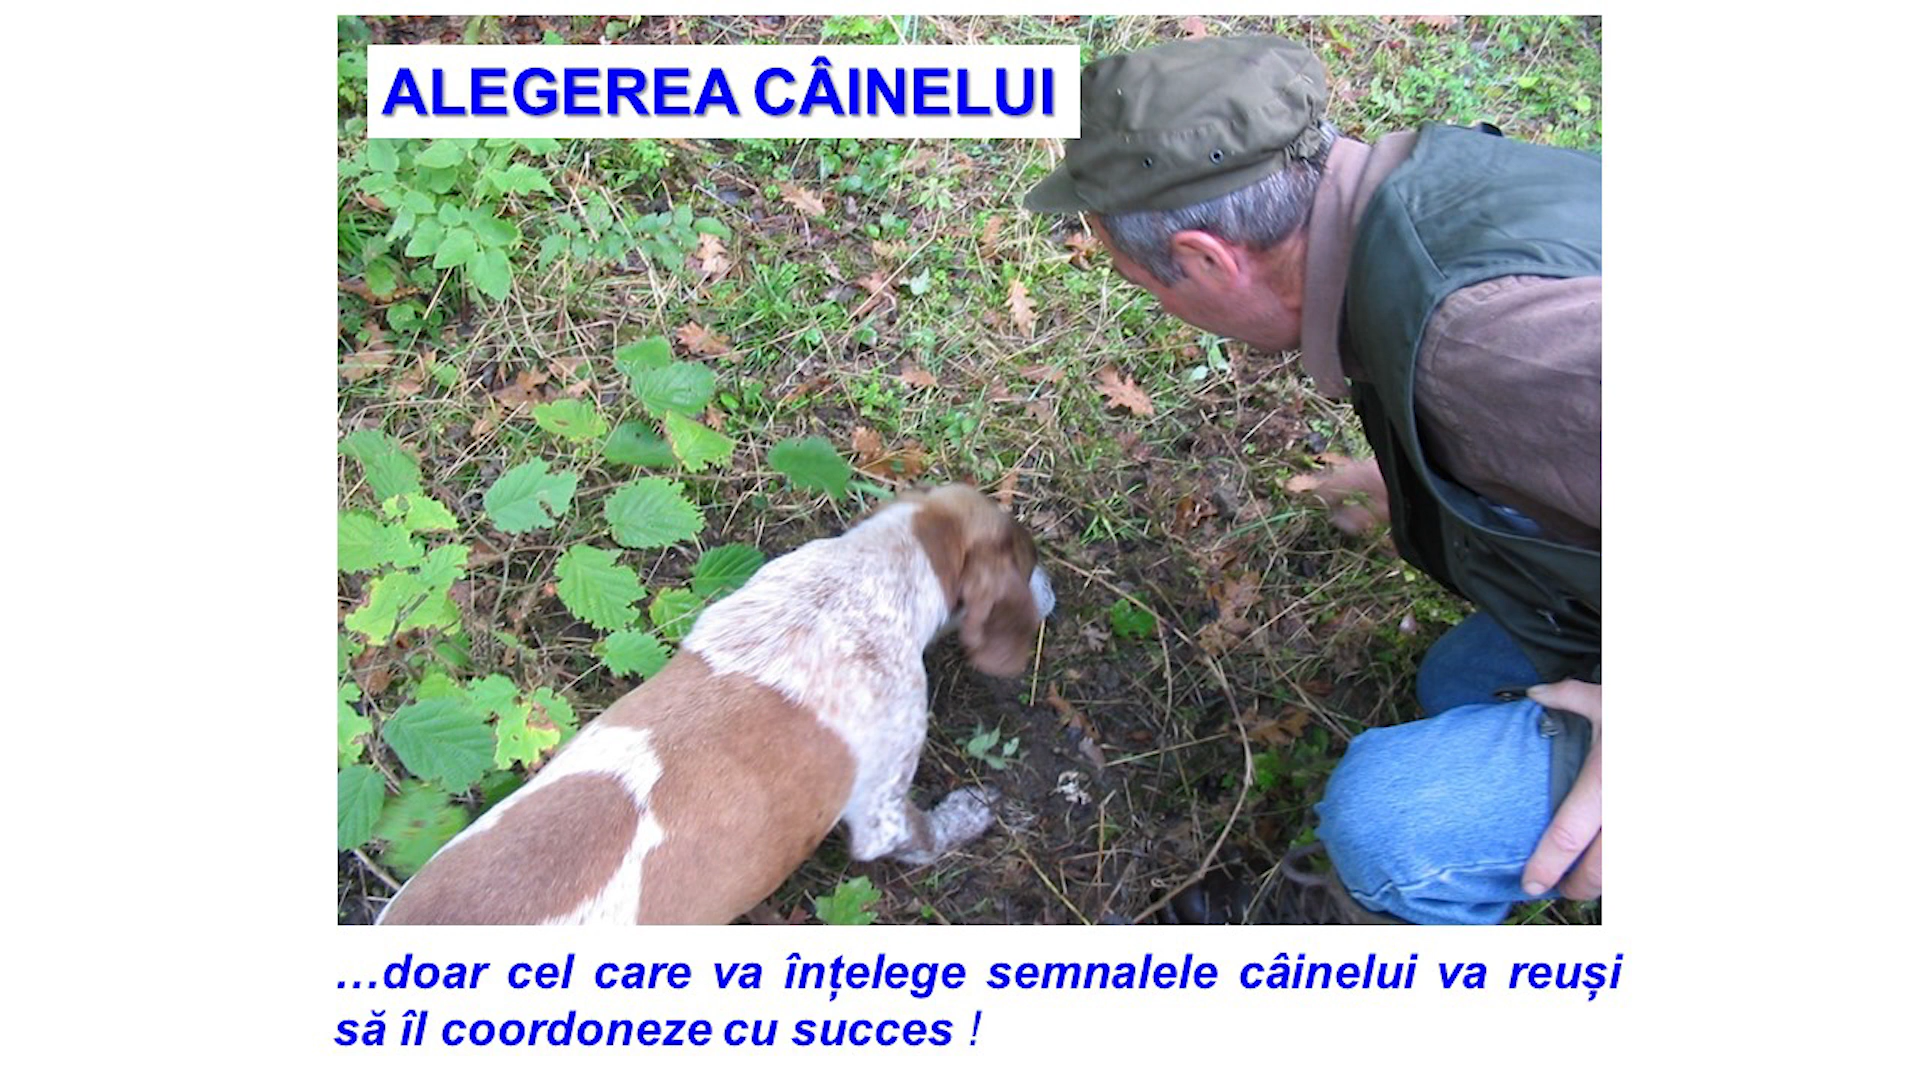 ALEGEREA CÂINELUI
…doar cel care va înțelege semnalele câinelui va reuși
să îl coordoneze cu succes !